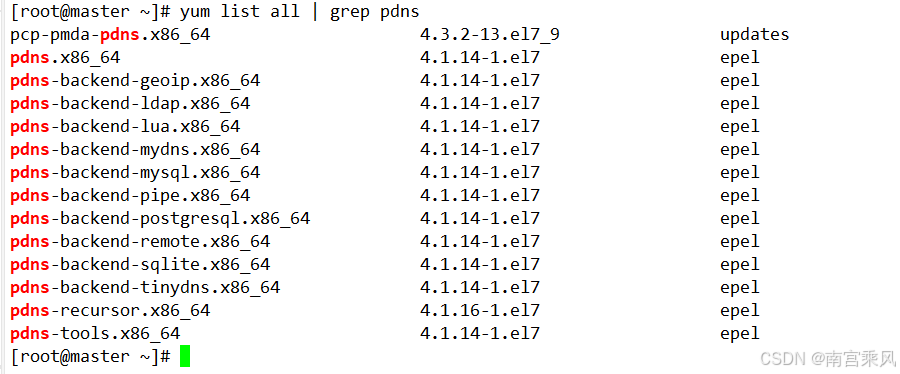 [root@master ~]# yum list all | grep pdns
pcp-pmda-pdns.x86_64 4.3.2-13.el7_9 updates
pdns.x86_64 4.1.14-1.el7 epel
pdns-backend-geoip.x86_64 4.1.14-1.el7 epel
pdns-backend-ldap.x86_64 4.1.14-1.el7 epel
pdns-backend-lua.x86_64 4.1.14-1.el7 epel
pdns-backend-mydns.x86_64 4.1.14-1.el7 epel
pdns-backend-mysql.x86_64 4.1.14-1.el7 epel
pdns-backend-pipe.x86_64 4.1.14-1.el7 epel
pdns-backend-postgresql.x86_64 4.1.14-1.el7 epel
pdns-backend-remote.x86_64 4.1.14-1.el7 epel
pdns-backend-sqlite.x86_64 4.1.14-1.el7 epel
pdns-backend-tinydns.x86_64 4.1.14-1.el7 epel
pdns-recursor.x86_64 4.1.16-1.el7 epel
pdns-tools.x86_64 4.1.14-1.el7 epel
[root@master ~]#
CSDN @南宫乘风